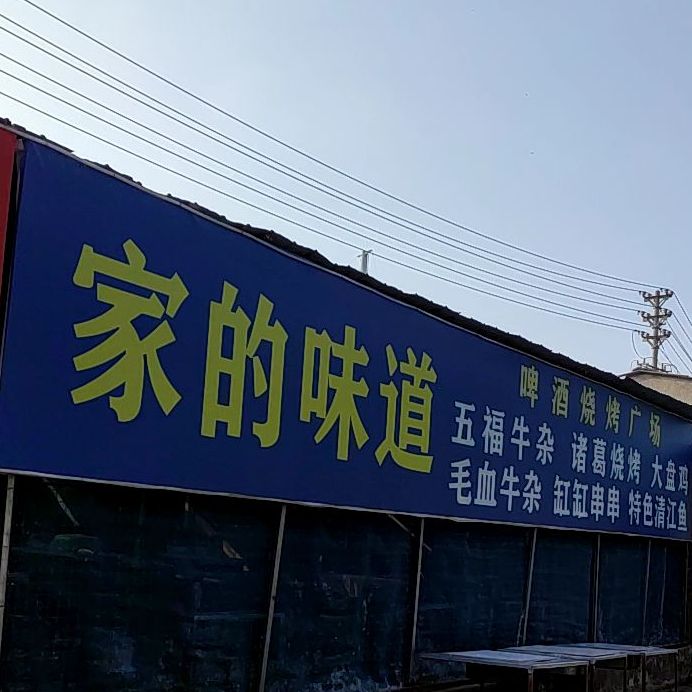 家的味道
啤酒烧烤广场
五福牛杂 诸葛烧烤 大盘鸡
毛血牛杂 缸缸串串 特色清江鱼